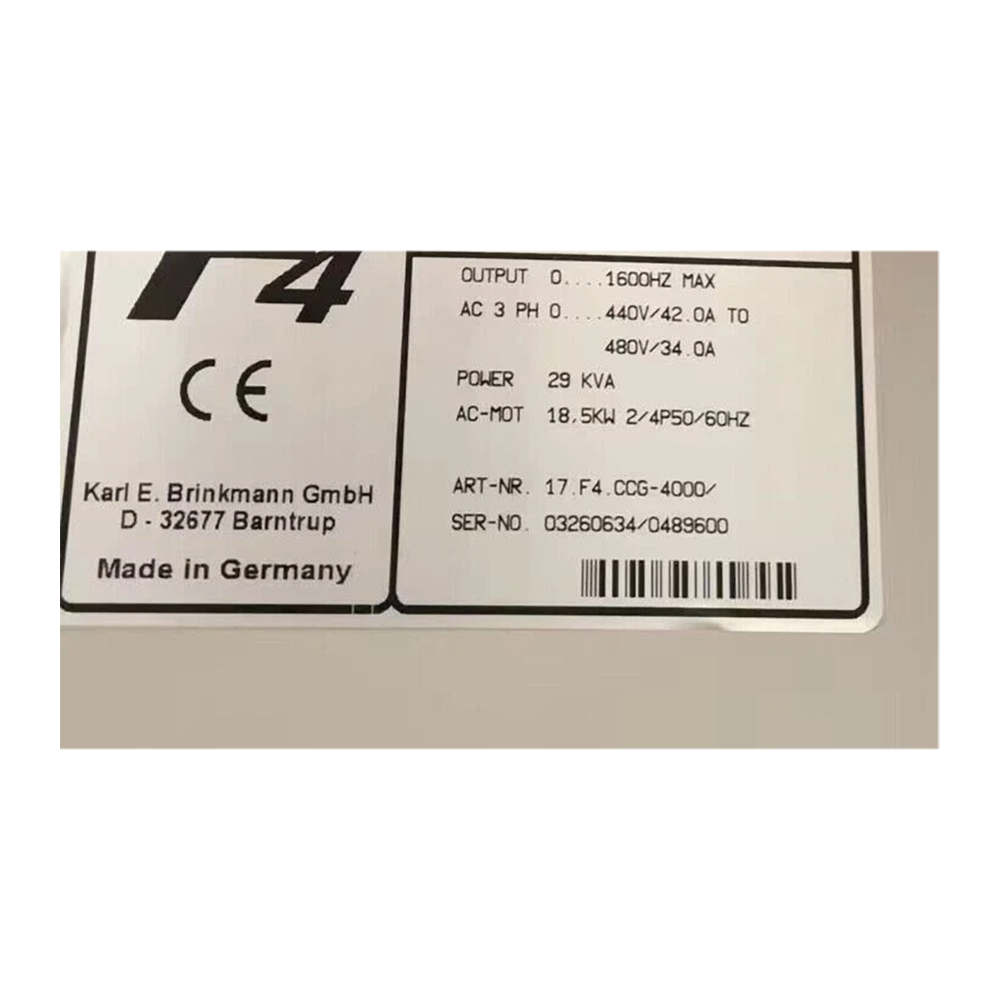 F4
CE
Karl E. Brinkmann GmbH
D - 32677 Barntrup
Made in Germany
OUTPUT 0....1600HZ MAX
AC 3 PH 0....440V/42.0A TO
480V/34.0A
POWER 29 KVA
AC-MOT 18,5KW 2/4P50/60HZ
ART-NR. 17.F4.CCG-4000/
SER-NO. 03260634/0489600